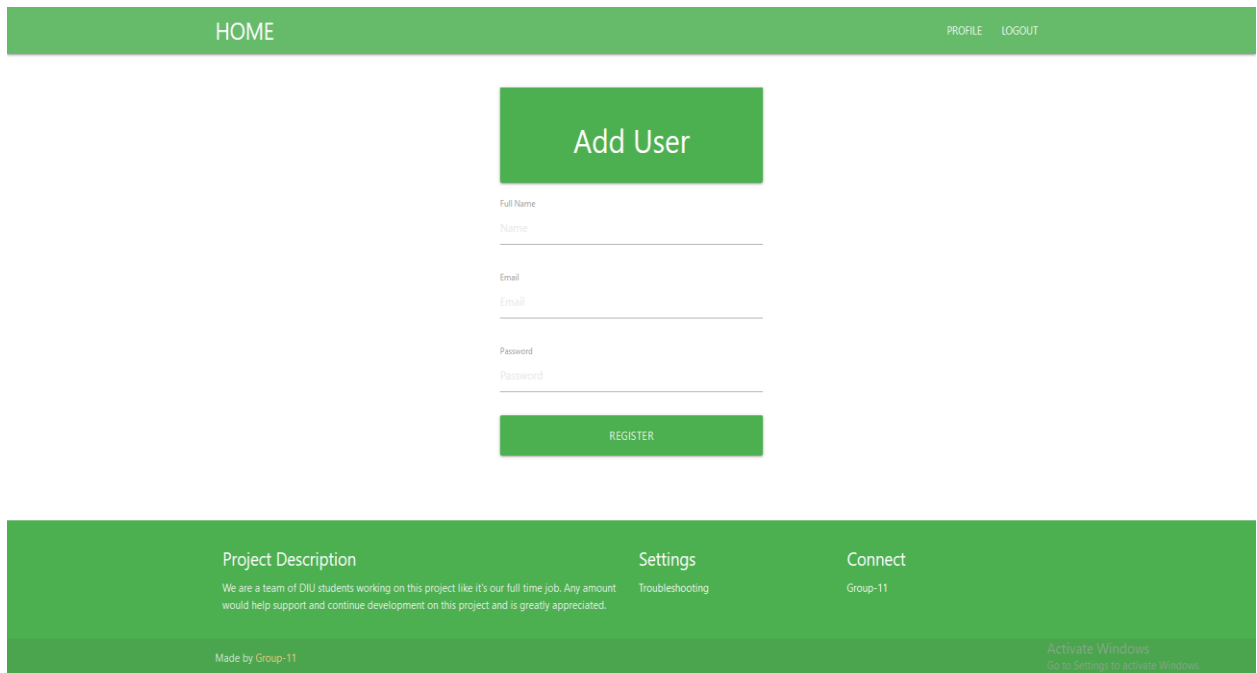 HOME
PROFILE LOGOUT
Add User
Full Name
Name
Email
Email
Password
Password
REGISTER
Project Description
We are a team of DIU students working on this project like it's our full time job. Any amount
would help support and continue development on this project and is greatly appreciated.
Settings
Troubleshooting
Connect
Group-11
Made by Group-11
Activate Windows
Go to Settings to activate Windows.